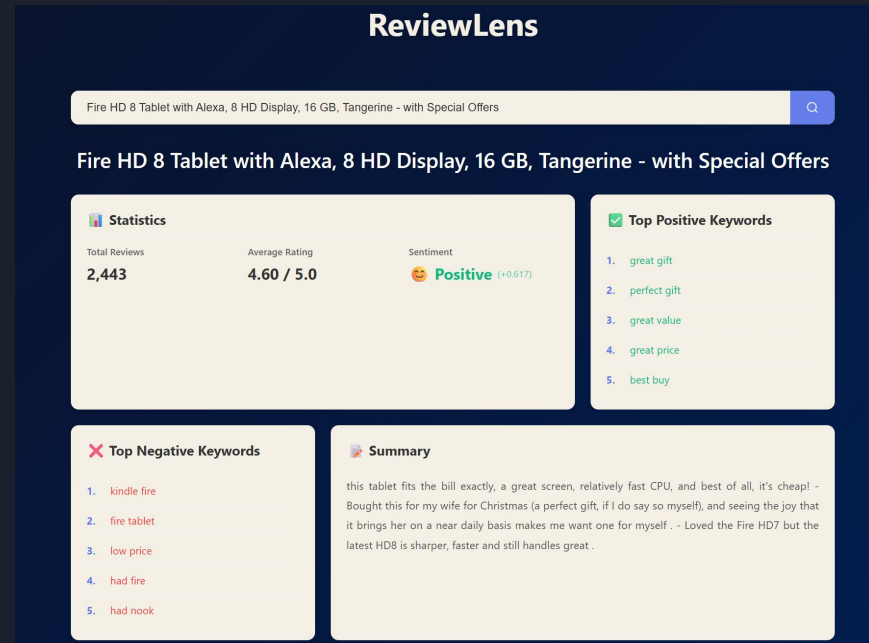 ReviewLens
Fire HD 8 Tablet with Alexa, 8 HD Display, 16 GB, Tangerine - with Special Offers
Fire HD 8 Tablet with Alexa, 8 HD Display, 16 GB, Tangerine - with Special Offers
Statistics
Total Reviews
2,443
Average Rating
4.60 / 5.0
Sentiment
Positive (+0.617)
Top Positive Keywords
1. great gift
2. perfect gift
3. great value
4. great price
5. best buy
Top Negative Keywords
1. kindle fire
2. fire tablet
3. low price
4. had fire
5. had nook
Summary
this tablet fits the bill exactly, a great screen, relatively fast CPU, and best of all, it's cheap! -
Bought this for my wife for Christmas (a perfect gift, if I do say so myself), and seeing the joy that
it brings her on a near daily basis makes me want one for myself . - Loved the Fire HD7 but the
latest HD8 is sharper, faster and still handles great .